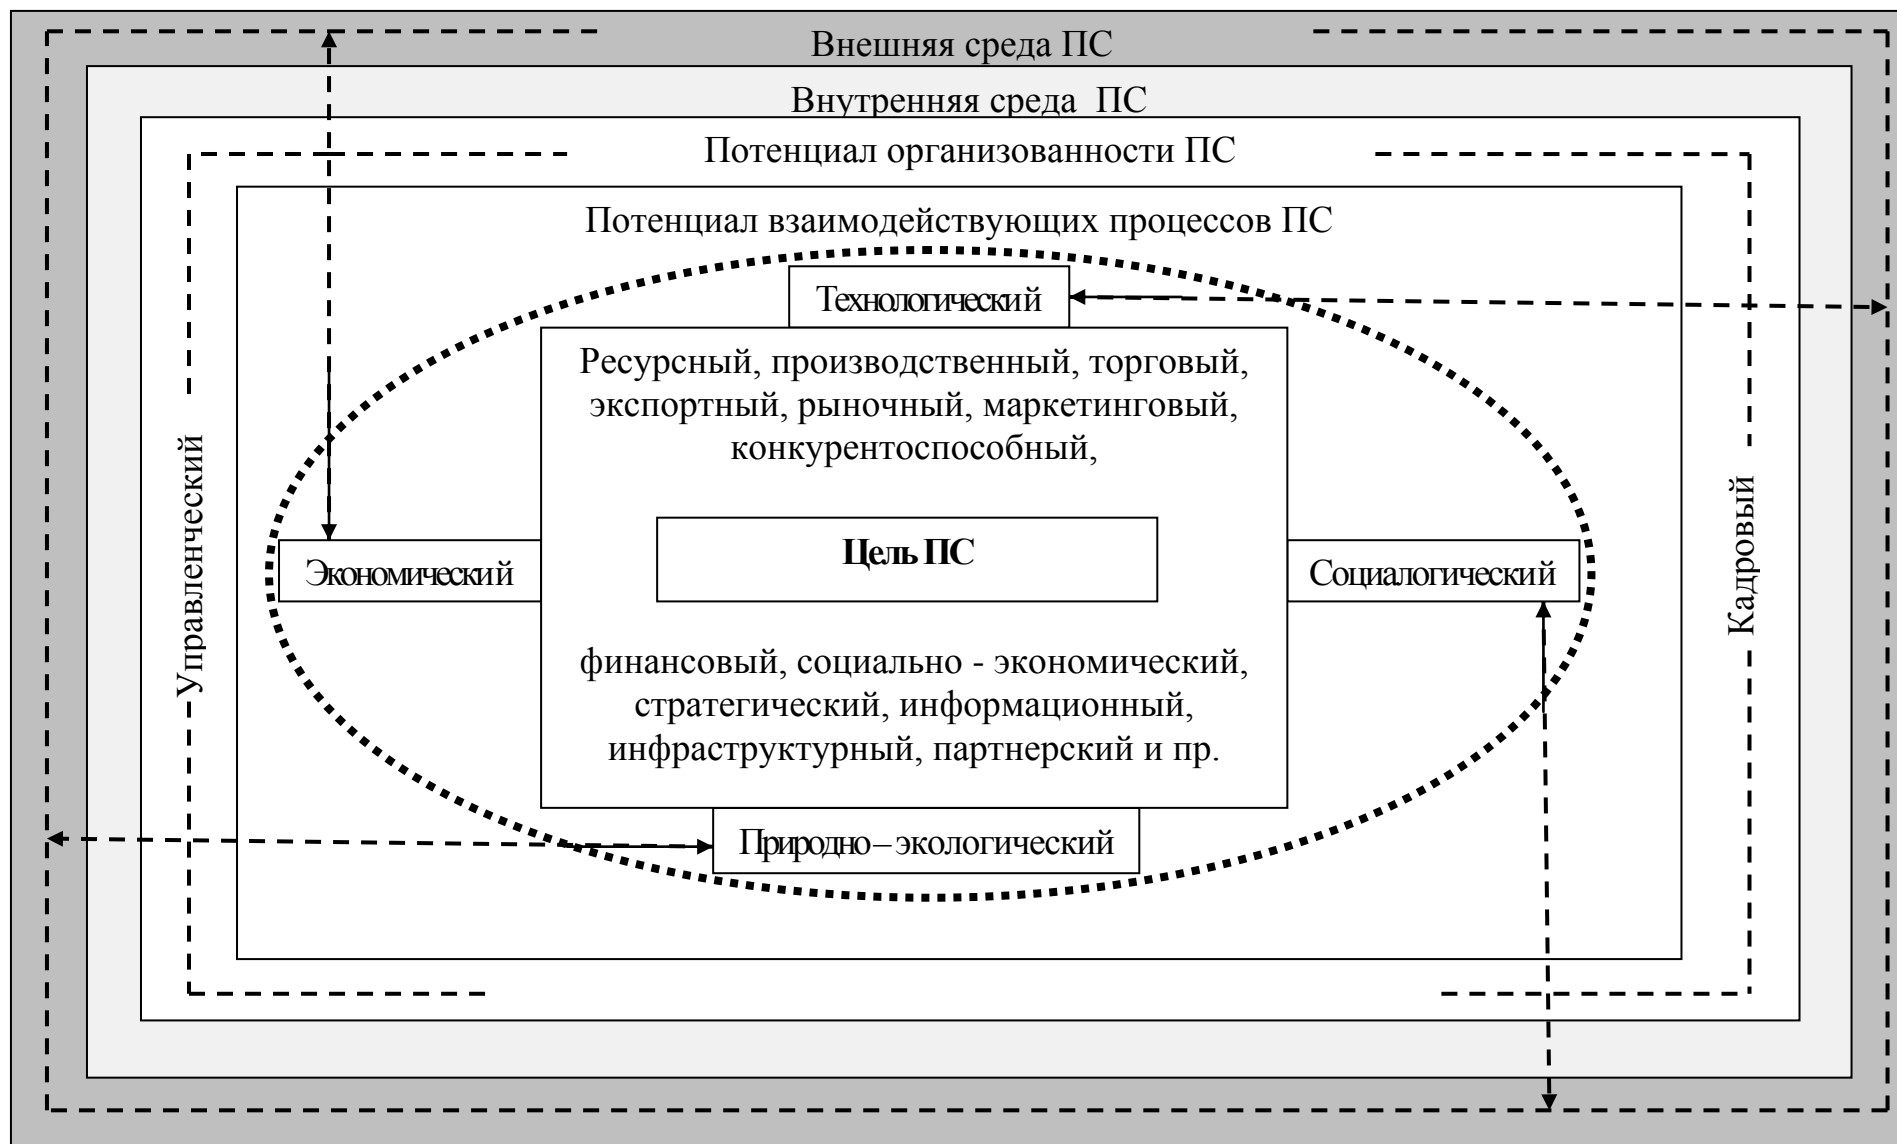 Внешняя среда ПС
Внутренняя среда ПС
Потенциал организованности ПС
Потенциал взаимодействующих процессов ПС
Технологический
Ресурсный, производственный, торговый,
экспортный, рыночный, маркетинговый,
конкурентоспособный,
Управленческий
Экономический
Цель ПС
Социалогический
Кадровый
финансовый, социально - экономический,
стратегический, информационный,
инфраструктурный, партнерский и пр.
Природно – экологический